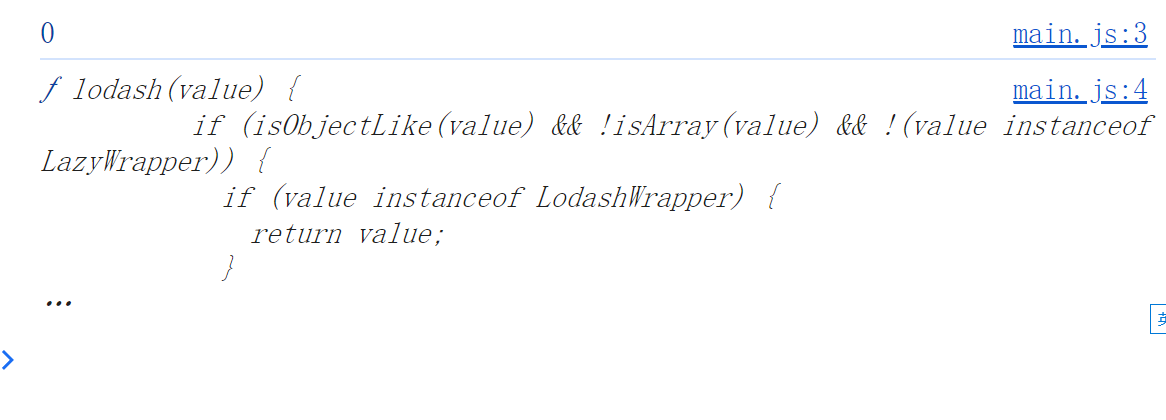 0 main.js:3
ƒ lodash(value) { main.js:4
if (isObjectLike(value) && !isArray(value) && !(value instanceof
LazyWrapper)) {
if (value instanceof LodashWrapper) {
return value;
}
…